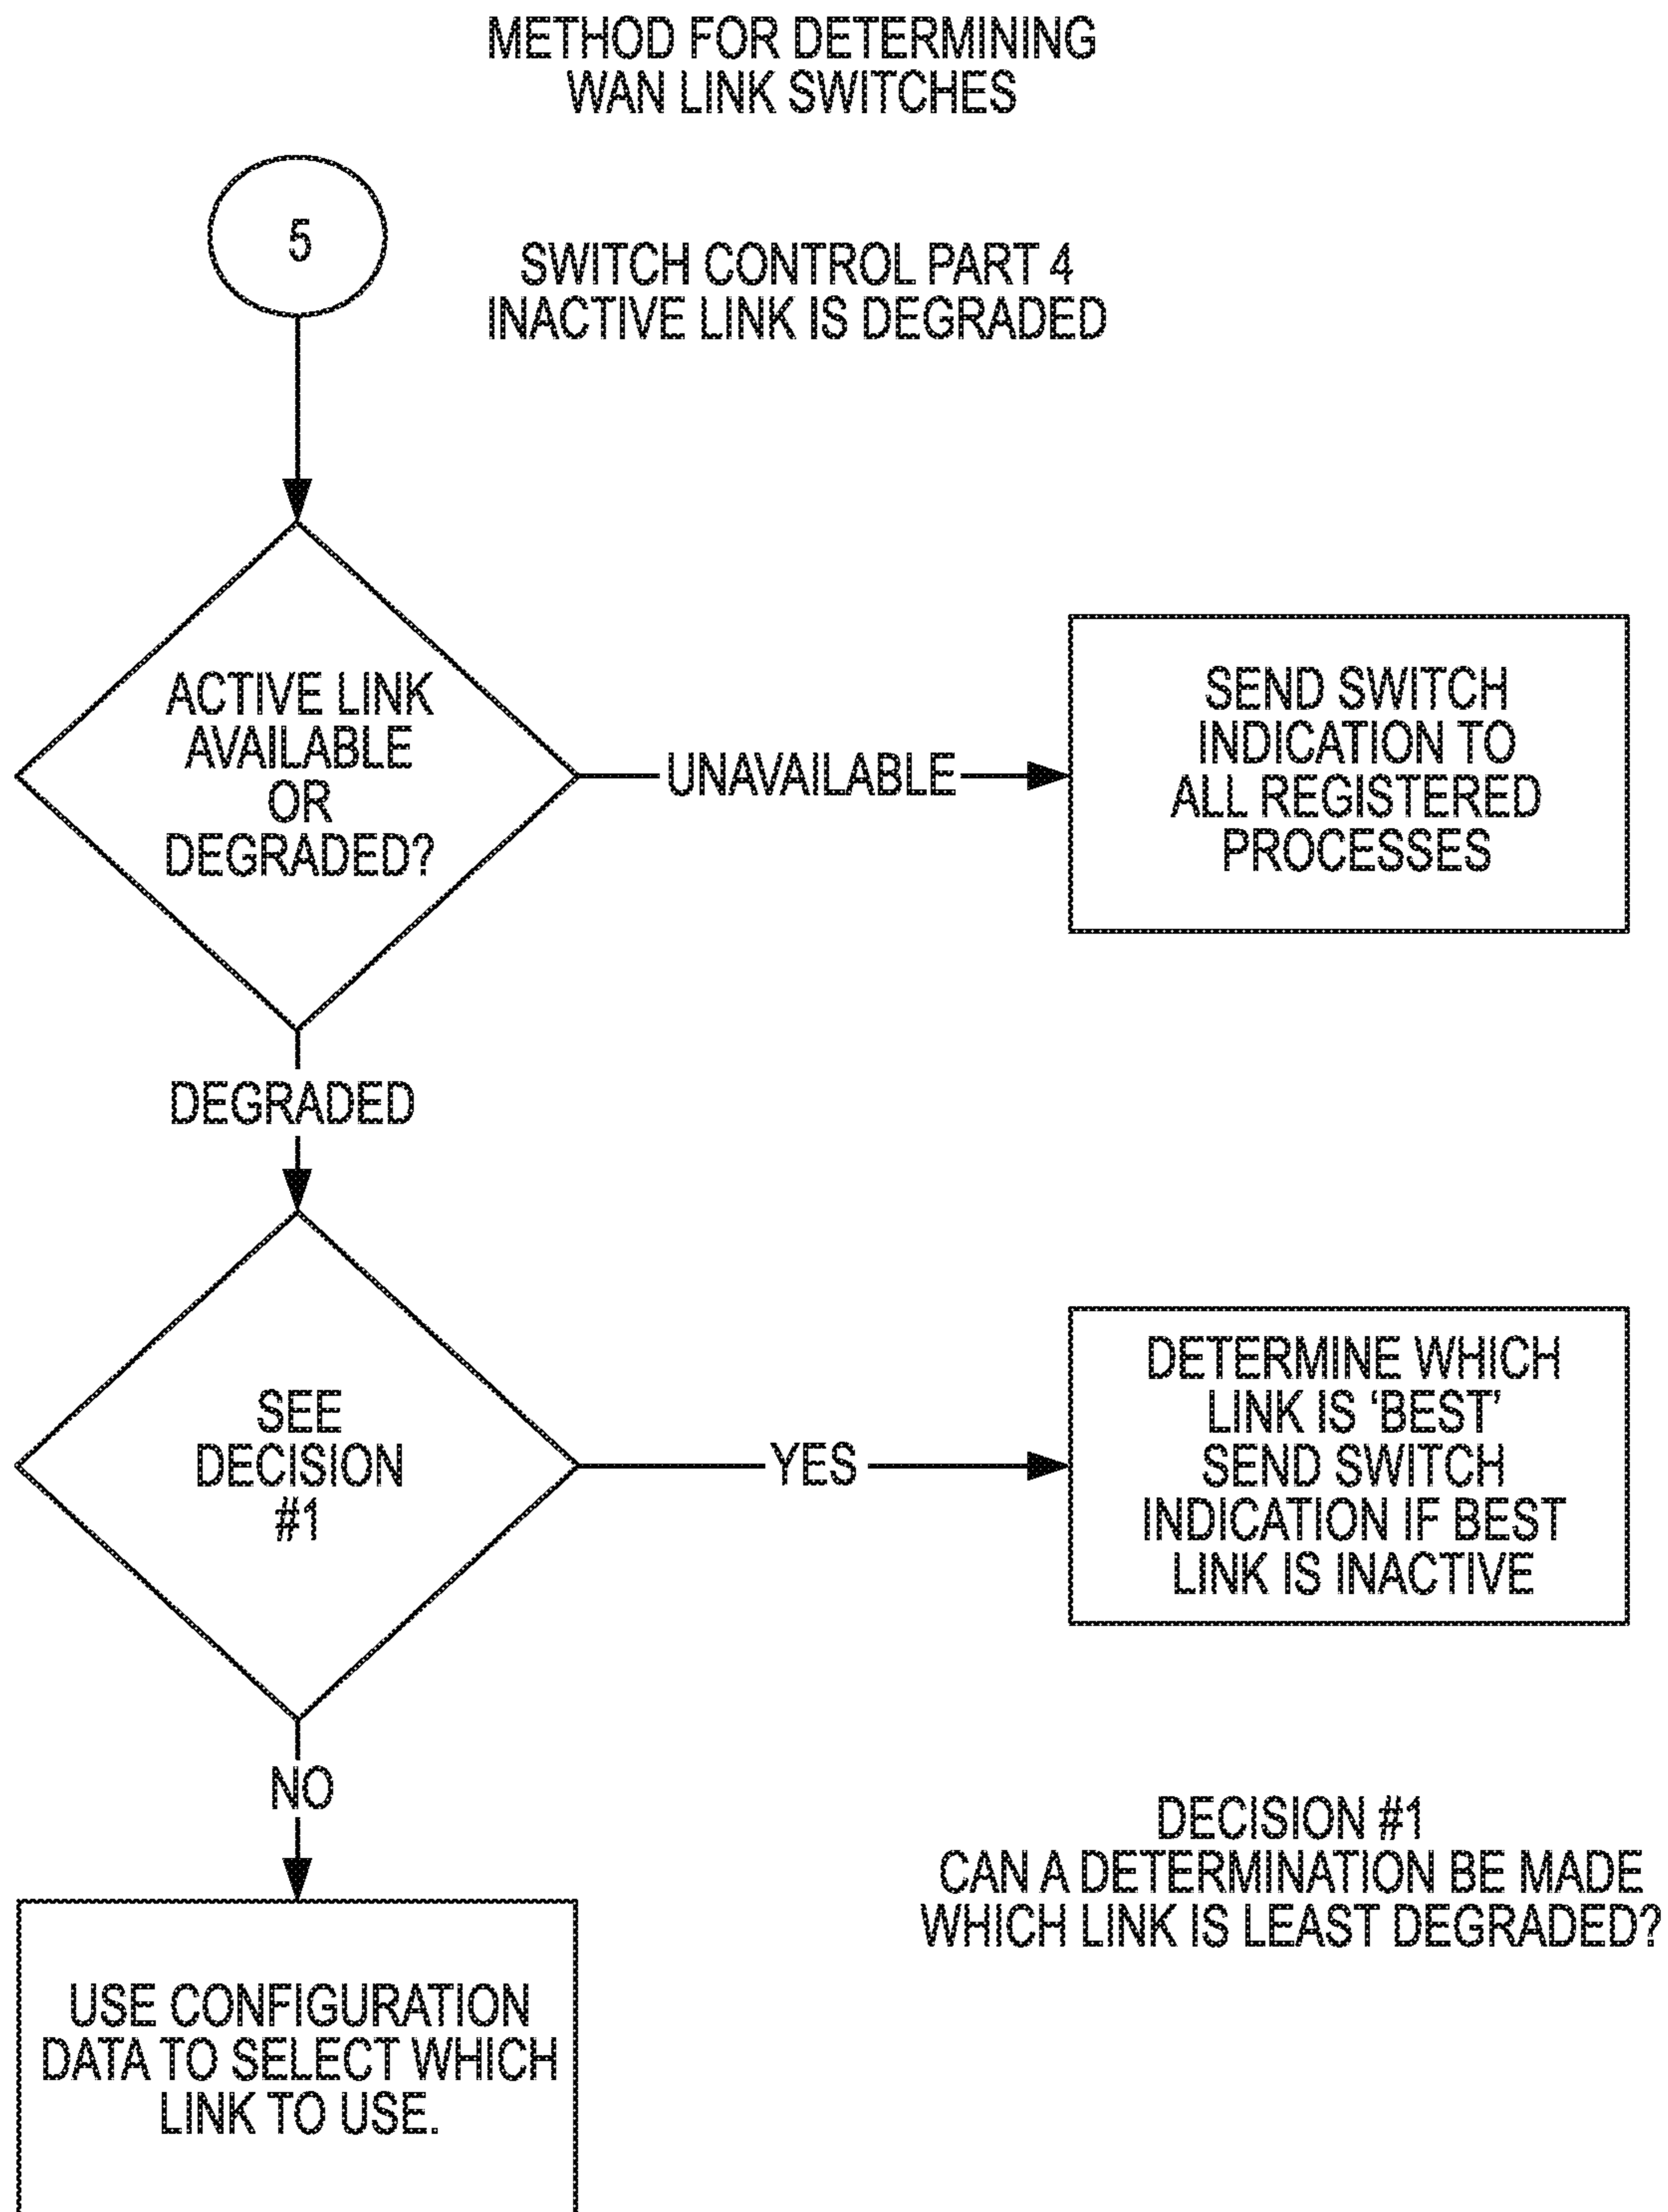 METHOD FOR DETERMINING
WAN LINK SWITCHES
5
SWITCH CONTROL PART 4
INACTIVE LINK IS DEGRADED
ACTIVE LINK
AVAILABLE
OR
DEGRADED?
UNAVAILABLE
SEND SWITCH
INDICATION TO
ALL REGISTERED
PROCESSES
DEGRADED
SEE
DECISION
#1
YES
DETERMINE WHICH
LINK IS ‘BEST’
SEND SWITCH
INDICATION IF BEST
LINK IS INACTIVE
NO
DECISION #1
CAN A DETERMINATION BE MADE
WHICH LINK IS LEAST DEGRADED?
USE CONFIGURATION
DATA TO SELECT WHICH
LINK TO USE.